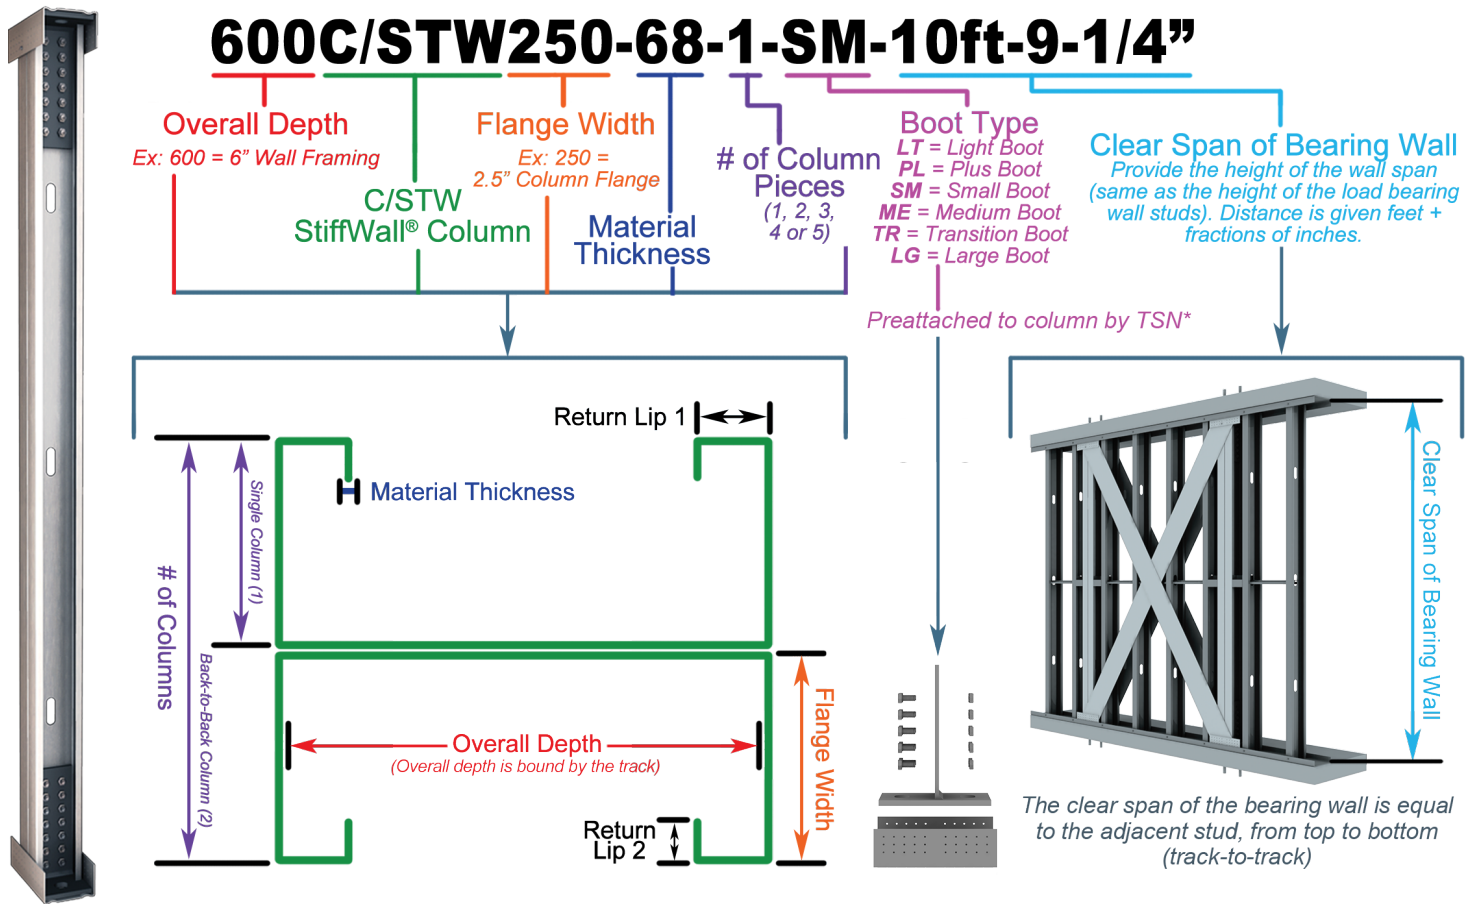 600C/STW250-68-1-SM-10ft-9-1/4”
Overall Depth
Ex: 600 = 6” Wall Framing
C/STW
StiffWall® Column
Flange Width
Ex: 250 =
2.5” Column Flange
Material
Thickness
# of Column
Pieces
(1, 2, 3,
4 or 5)
Boot Type
LT = Light Boot
PL = Plus Boot
SM = Small Boot
ME = Medium Boot
TR = Transition Boot
LG = Large Boot
Preattached to column by TSN*
Clear Span of Bearing Wall
Provide the height of the wall span
(same as the height of the load bearing
wall studs). Distance is given feet +
fractions of inches.
Return Lip 1
Material Thickness
Single Column (1)
# of Columns
Back-to-Back Column (2)
Overall Depth
(Overall depth is bound by the track)
Flange Width
Return
Lip 2
Clear Span of Bearing Wall
The clear span of the bearing wall is equal
to the adjacent stud, from top to bottom
(track-to-track)